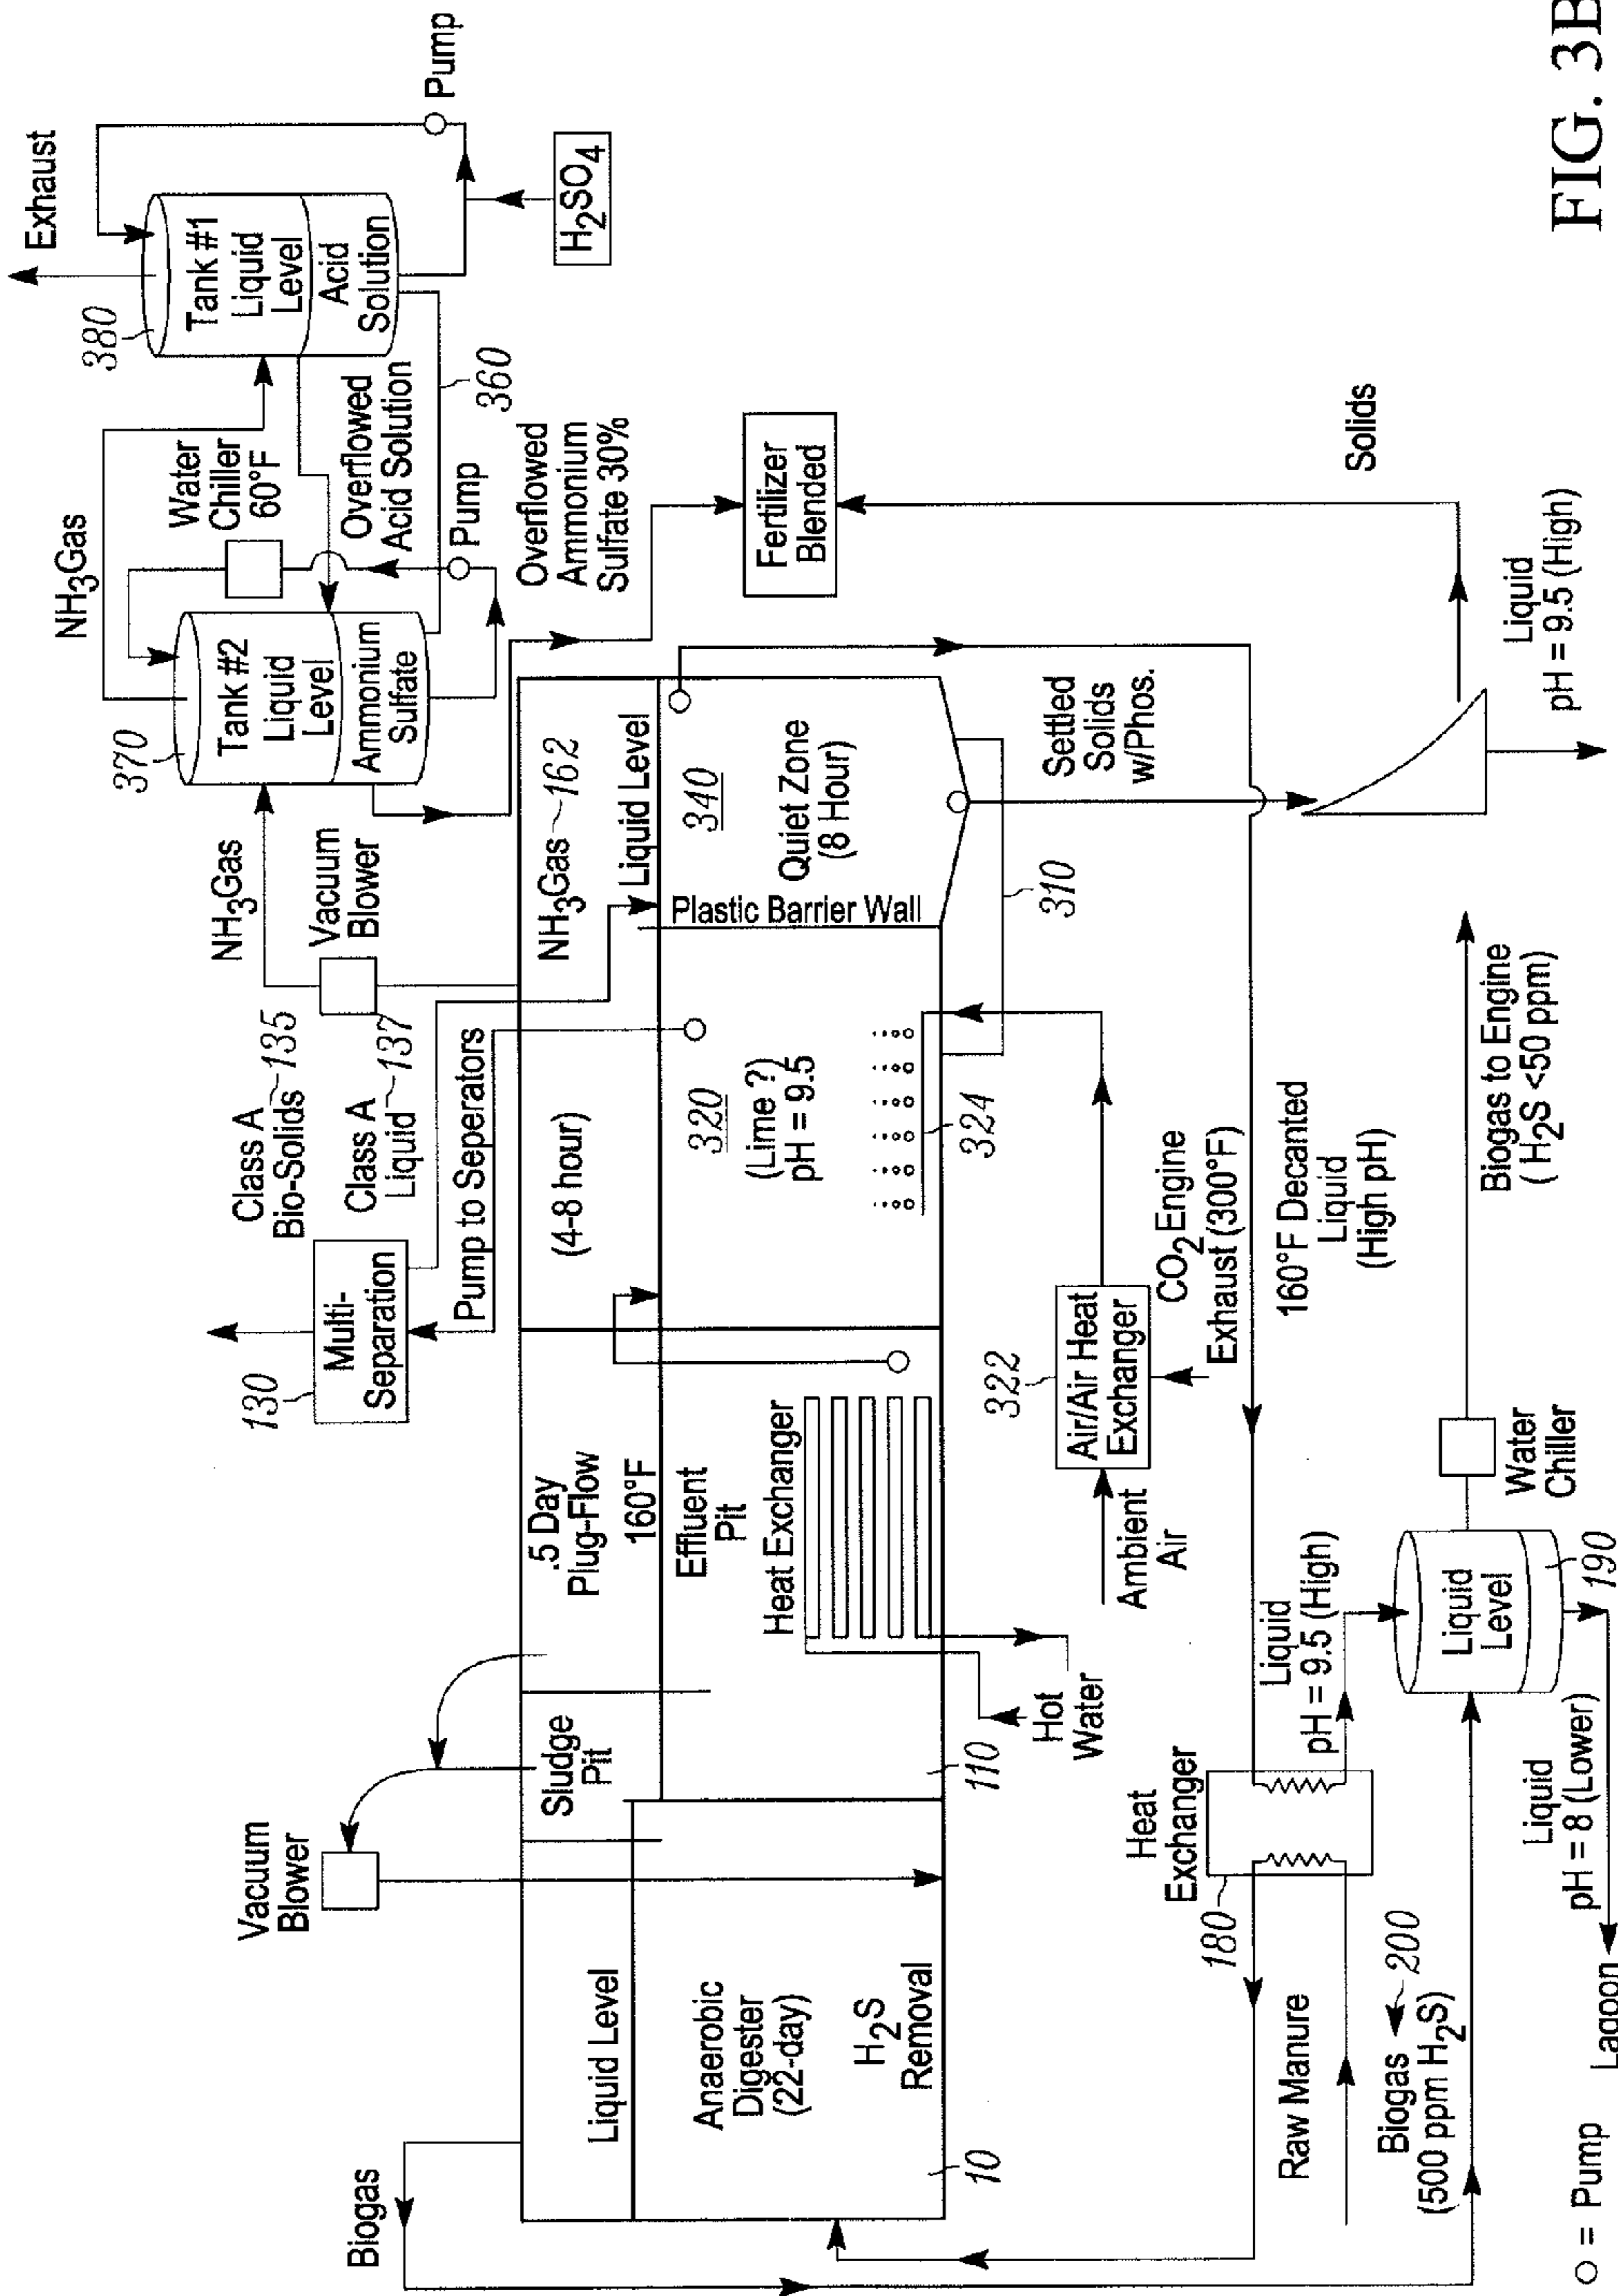 Exhaust
380
Tank #1
Liquid
Level
Acid
Solution
Pump
H2SO4
NH3Gas
Water
Chiller
60°F
Overflowed
Acid Solution
360
370
Tank #2
Liquid
Level
Ammonium
Sulfate
Pump
Overflowed
Ammonium
Sulfate 30%
Fertilizer
Blended
NH3Gas
Vacuum
Blower
Class A
Bio-Solids
135
Class A
Liquid
137
130
Multi-
Separation
Pump to Seperators
Vacuum
Blower
Biogas
Liquid Level
Anaerobic
Digester
(22-day)
H2S
Removal
10
Sludge
Pit
.5 Day
Plug-Flow
160°F
Effluent
Pit
Heat Exchanger
110
Hot
Water
(4-8 hour)
320
(Lime ?)
pH = 9.5
324
NH3Gas
162
Liquid Level
Plastic Barrier Wall
340
Quiet Zone
(8 Hour)
310
Settled
Solids
w/Phos.
Solids
Liquid
pH = 9.5 (High)
322
Air/Air Heat
Exchanger
Ambient
Air
CO2 Engine
Exhaust (300°F)
160°F Decanted
Liquid
(High pH)
Heat
Exchanger
180
Raw Manure
Liquid
pH = 9.5 (High)
Biogas
200
(500 ppm H2S)
Liquid
Level
190
Water
Chiller
Biogas to Engine
( H2S <50 ppm)
Liquid
pH = 8 (Lower)
Lagoon
O = Pump
FIG. 3B